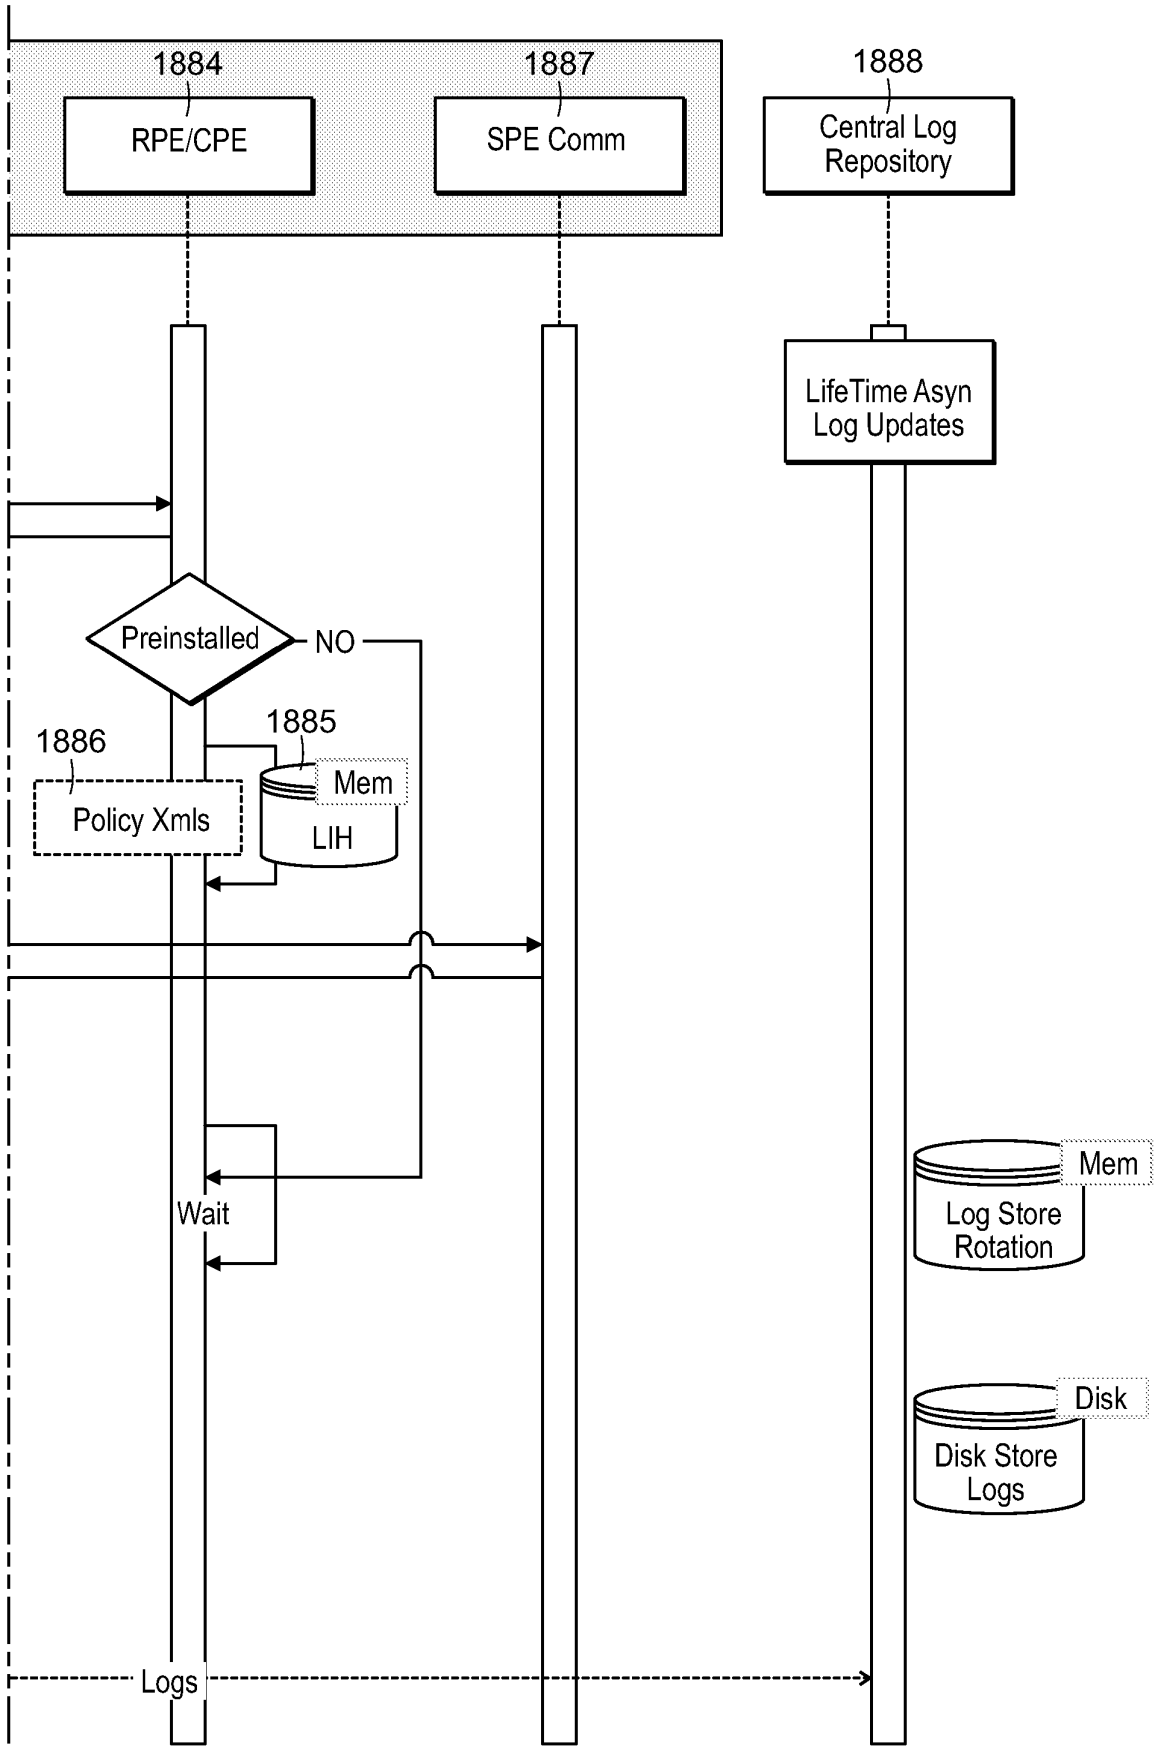 1884
1887
1888
RPE/CPE
SPE Comm
Central Log
Repository
LifeTime Asyn
Log Updates
Preinstalled
NO
1885
1886
Mem
Policy Xmls
LIH
Mem
Wait
Log Store
Rotation
Disk
Disk Store
Logs
Logs